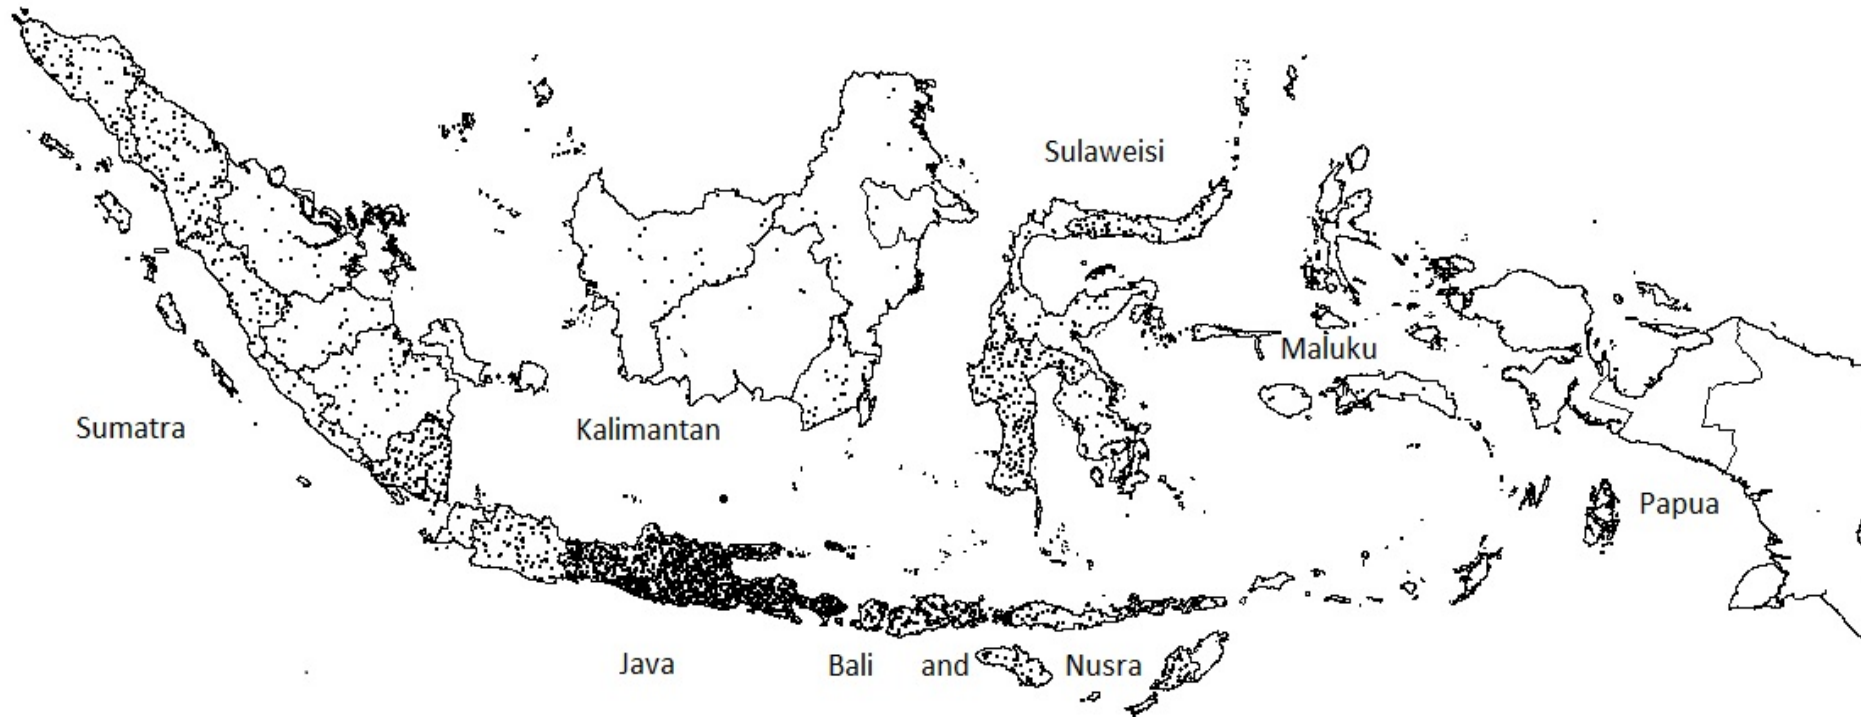 Sulaweisi
Maluku
Sumatra
Kalimantan
Papua
Java Bali and Nusra